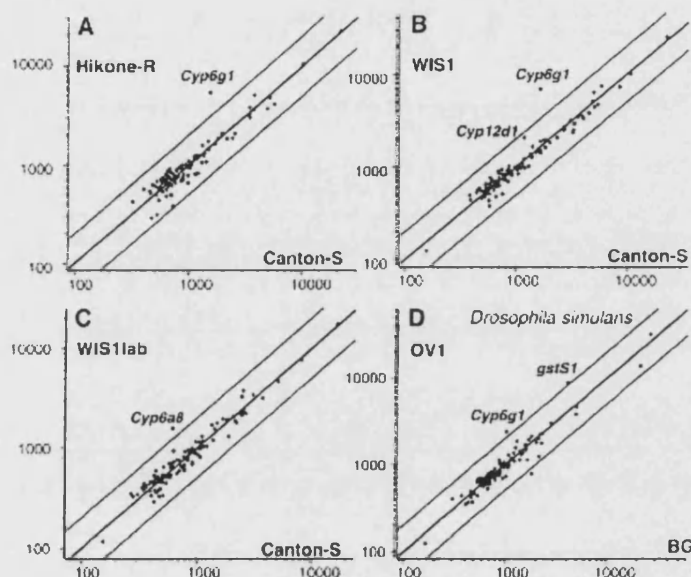 A
Hikone-R
Cyp6g1
10000
1000
100
Canton-S
100
1000
10000
B
WIS1
Cyp6g1
Cyp12d1
10000
1000
100
Canton-S
100
1000
10000
C
WIS1lab
Cyp6a8
10000
1000
100
Canton-S
100
1000
10000
D
Drosophila simulans
OV1
gstS1
Cyp6g1
10000
1000
100
BG
100
1000
10000